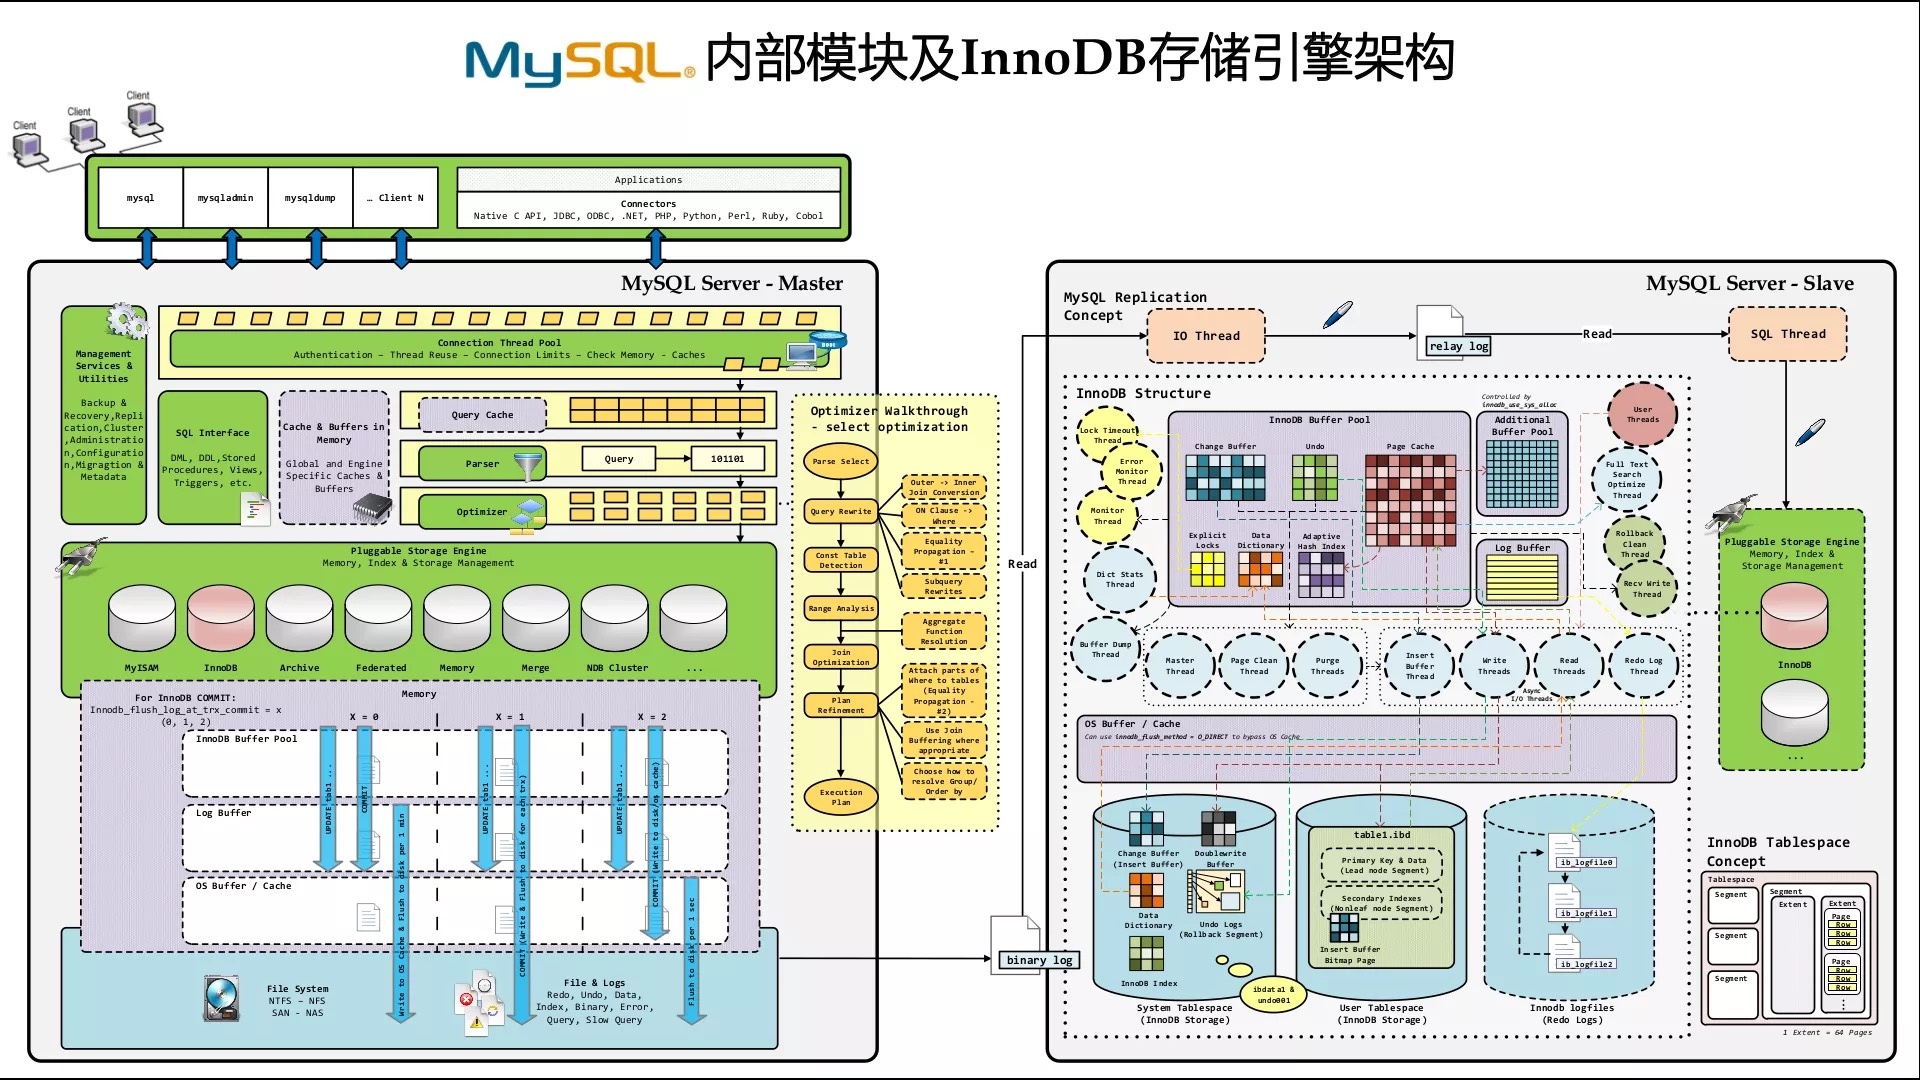 MySQL® 内部模块及InnoDB存储引擎架构
Client
Client
Client
mysql
mysqladmin
mysqldump
… Client N
Applications
Connectors
Native C API, JDBC, ODBC, .NET, PHP, Python, Perl, Ruby, Cobol
MySQL Server - Master
Management
Services &
Utilities
Backup &
Recovery,Repli
cation,Cluster
,Administratio
n,Configuratio
n,Migragtion &
Metadata
Connection Thread Pool
Authentication – Thread Reuse – Connection Limits – Check Memory - Caches
SQL Interface
DML, DDL,Stored
Procedures, Views,
Triggers, etc.
Cache & Buffers in
Memory
Global and Engine
Specific Caches &
Buffers
Query Cache
Parser
Query
101101
Optimizer
Pluggable Storage Engine
Memory, Index & Storage Management
MyISAM
InnoDB
Archive
Federated
Memory
Merge
NDB Cluster
...
For InnoDB COMMIT:
Innodb_flush_log_at_trx_commit = x
(0, 1, 2)
Memory
X = 0
X = 1
X = 2
InnoDB Buffer Pool
Log Buffer
OS Buffer / Cache
UPDATE tab1 ...
COMMIT
Write to OS Cache & Flush to disk per 1 min
UPDATE tab1 ...
COMMIT (Write & Flush to disk for each trx)
UPDATE tab1 ...
COMMIT (Write to disk/os cache)
Flush to disk per 1 sec
File System
NTFS – NFS
SAN - NAS
File & Logs
Redo, Undo, Data,
Index, Binary, Error,
Query, Slow Query
Optimizer Walkthrough
- select optimization
Parse Select
Query Rewrite
Const Table
Detection
Range Analysis
Join
Optimization
Plan
Refinement
Execution
Plan
Outer -> Inner
Join Conversion
ON Clause ->
Where
Equality
Propagation -
#1
Subquery
Rewrites
Aggregate
Function
Resolution
Attach parts of
Where to tables
(Equality
Propagation -
#2)
Use Join
Buffering where
appropriate
Choose how to
resolve Group/
Order by
binary log
Read
MySQL Server - Slave
MySQL Replication
Concept
IO Thread
relay log
Read
SQL Thread
InnoDB Structure
Lock Timeout
Thread
Error
Monitor
Thread
Monitor
Thread
Dict Stats
Thread
Buffer Dump
Thread
InnoDB Buffer Pool
Change Buffer
Undo
Page Cache
Explicit
Locks
Data
Dictionary
Adaptive
Hash Index
Controlled by
innodb_use_sys_alloc
Additional
Buffer Pool
Log Buffer
User
Threads
Full Text
Search
Optimize
Thread
Rollback
Clean
Thread
Recv Write
Thread
Master
Thread
Page Clean
Thread
Purge
Threads
Insert
Buffer
Thread
Write
Threads
Read
Threads
Redo Log
Thread
Async
I/O Threads
OS Buffer / Cache
Can use innodb_flush_method = O_DIRECT to bypass OS Cache
Change Buffer
(Insert Buffer)
Doublewrite
Buffer
Data
Dictionary
Undo Logs
(Rollback Segment)
InnoDB Index
ibdata1 &
undo001
System Tablespace
(InnoDB Storage)
table1.ibd
Primary Key & Data
(Lead node Segment)
Secondary Indexes
(Nonleaf node Segment)
Insert Buffer
Bitmap Page
User Tablespace
(InnoDB Storage)
ib_logfile0
ib_logfile1
ib_logfile2
Innodb logfiles
(Redo Logs)
Pluggable Storage Engine
Memory, Index &
Storage Management
InnoDB
...
InnoDB Tablespace
Concept
Tablespace
Segment
Segment
Segment
Segment
Extent
Extent
Page
Row
Row
Row
Page
Row
Row
Row
1 Extent = 64 Pages